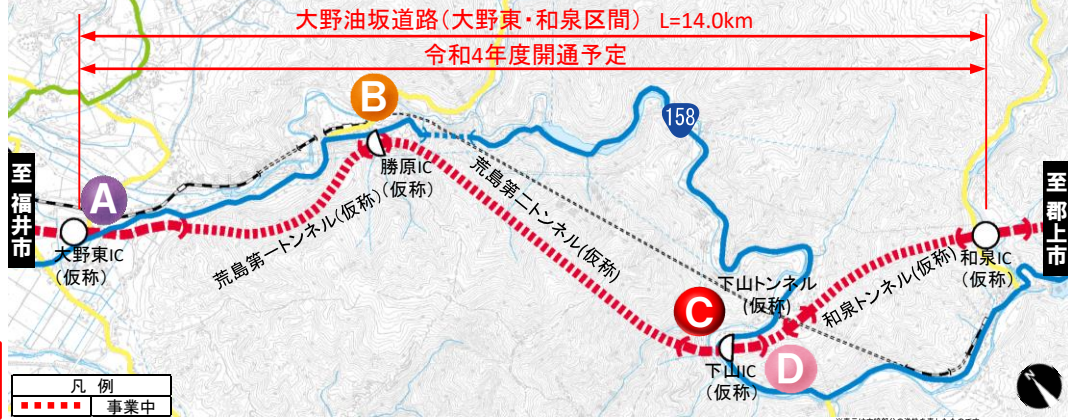 大野油坂道路(大野東・和泉区間) L=14.0km
令和4年度開通予定
B
158
至 福井市
A
勝原IC
(仮称)
荒島第一トンネル(仮称)
荒島第二トンネル(仮称)
大野東IC
(仮称)
至 郡上市
和泉IC
(仮称)
下山トンネル
(仮称)
和泉トンネル(仮称)
C
D
下山IC
(仮称)
凡 例
事業中
N